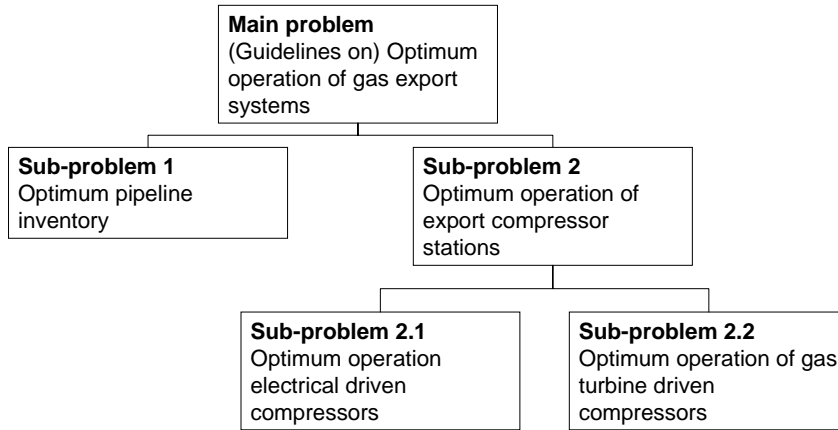 Main problem
(Guidelines on) Optimum
operation of gas export
systems
Sub-problem 1
Optimum pipeline
inventory
Sub-problem 2
Optimum operation of
export compressor
stations
Sub-problem 2.1
Optimum operation
electrical driven
compressors
Sub-problem 2.2
Optimum operation of gas
turbine driven
compressors